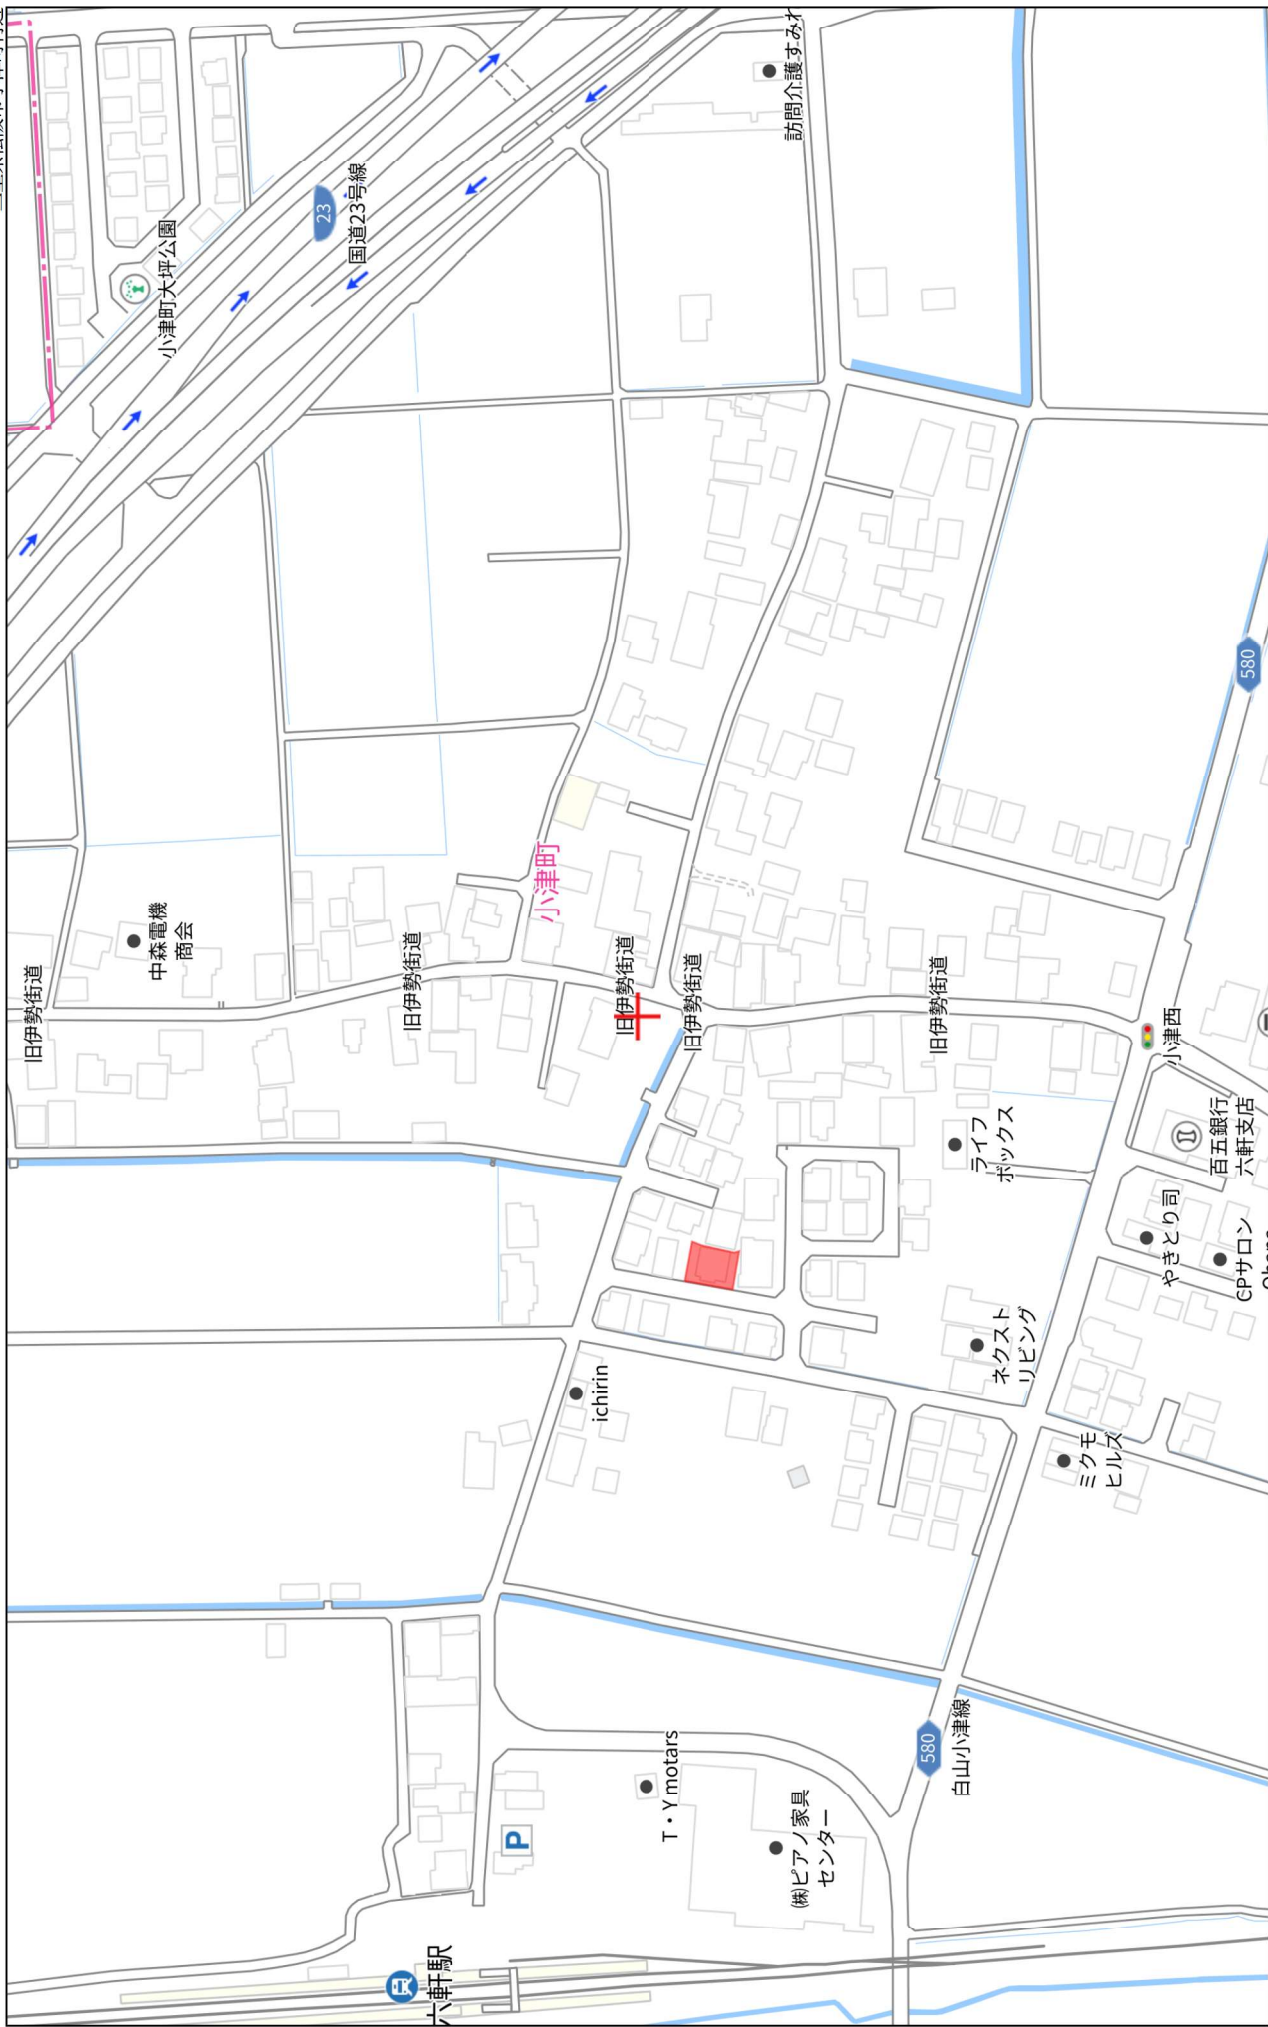 訪問介護すみれ
23
国道23号線
小津町大坪公園
580
小津町
中森電機
商会
旧伊勢街道
旧伊勢街道
旧伊勢街道
旧伊勢街道
旧伊勢街道
小津西
百五銀行
六軒支店
ライフ
ボックス
やきとり司
CPサロン
ネクスト
リビング
ichirin
ミクモ
ヒルズ
580
白山小津線
T・Y motars
P
㈱ピアノ家具
センター
六軒駅